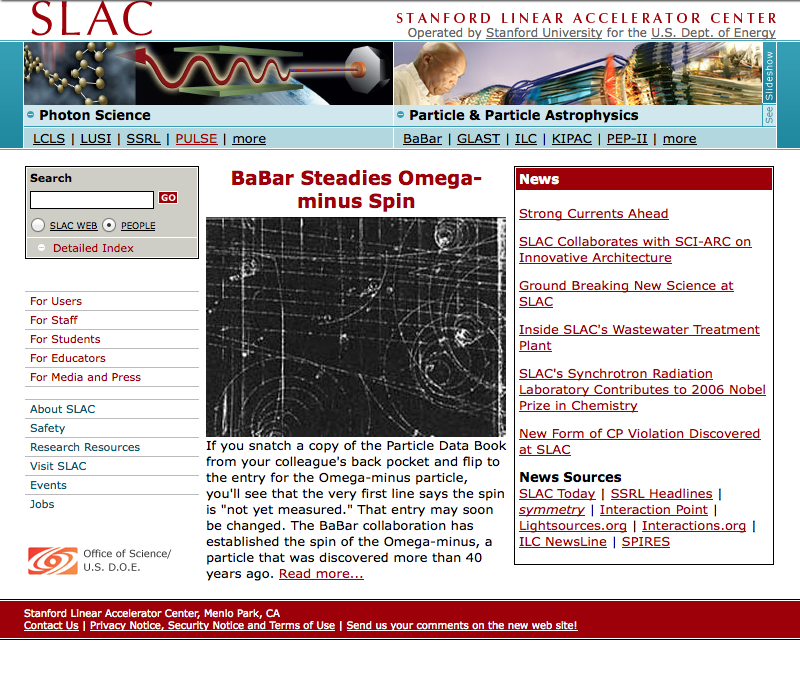 SLAC
STANFORD LINEAR ACCELERATOR CENTER
Operated by Stanford University for the U.S. Dept. of Energy
See Slideshow
Photon Science
Particle & Particle Astrophysics
LCLS | LUSI | SSRL | PULSE | more
BaBar | GLAST | ILC | KIPAC | PEP-II | more
Search
GO
SLAC WEB PEOPLE
Detailed Index
For Users
For Staff
For Students
For Educators
For Media and Press
About SLAC
Safety
Research Resources
Visit SLAC
Events
Jobs
Office of Science/
U.S. D.O.E.
BaBar Steadies Omega-
minus Spin
If you snatch a copy of the Particle Data Book
from your colleague's back pocket and flip to
the entry for the Omega-minus particle,
you'll see that the very first line says the spin
is "not yet measured." That entry may soon
be changed. The BaBar collaboration has
established the spin of the Omega-minus, a
particle that was discovered more than 40
years ago. Read more...
News
Strong Currents Ahead
SLAC Collaborates with SCI-ARC on
Innovative Architecture
Ground Breaking New Science at
SLAC
Inside SLAC's Wastewater Treatment
Plant
SLAC's Synchrotron Radiation
Laboratory Contributes to 2006 Nobel
Prize in Chemistry
New Form of CP Violation Discovered
at SLAC
News Sources
SLAC Today | SSRL Headlines |
symmetry | Interaction Point |
Lightsources.org | Interactions.org |
ILC NewsLine | SPIRES
Stanford Linear Accelerator Center, Menlo Park, CA
Contact Us | Privacy Notice, Security Notice and Terms of Use | Send us your comments on the new web site!